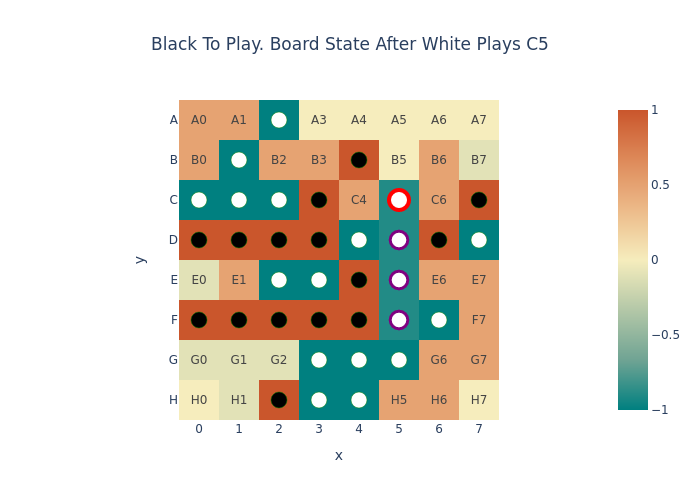 Black To Play. Board State After White Plays C5
A A0 A1 A3 A4 A5 A6 A7
B B0 B2 B3 B5 B6 B7
C C4 C6
D
E E0 E1 E6 E7
F F7
G G0 G1 G2 G6 G7
H H0 H1 H5 H6 H7
0 1 2 3 4 5 6 7
x
y
1
0.5
0
−0.5
−1